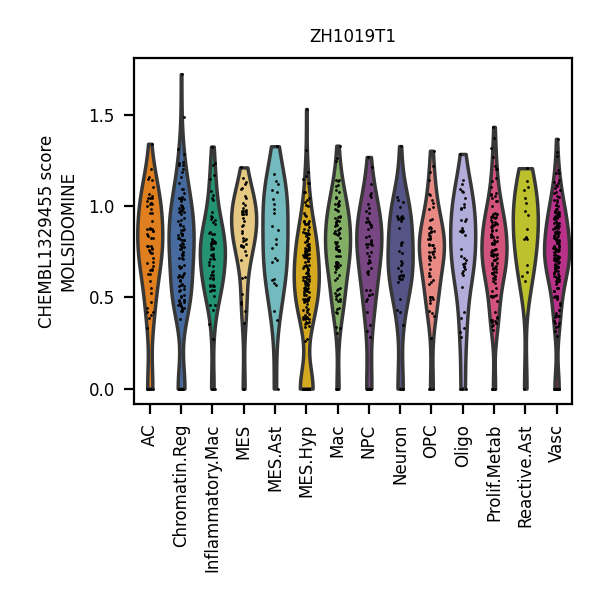 ZH1019T1
CHEMBL1329455 score
MOLSIDOMINE
1.5
1.0
0.5
0.0
AC
Chromatin.Reg
Inflammatory.Mac
MES
MES.Ast
MES.Hyp
Mac
NPC
Neuron
OPC
Oligo
Prolif.Metab
Reactive.Ast
Vasc